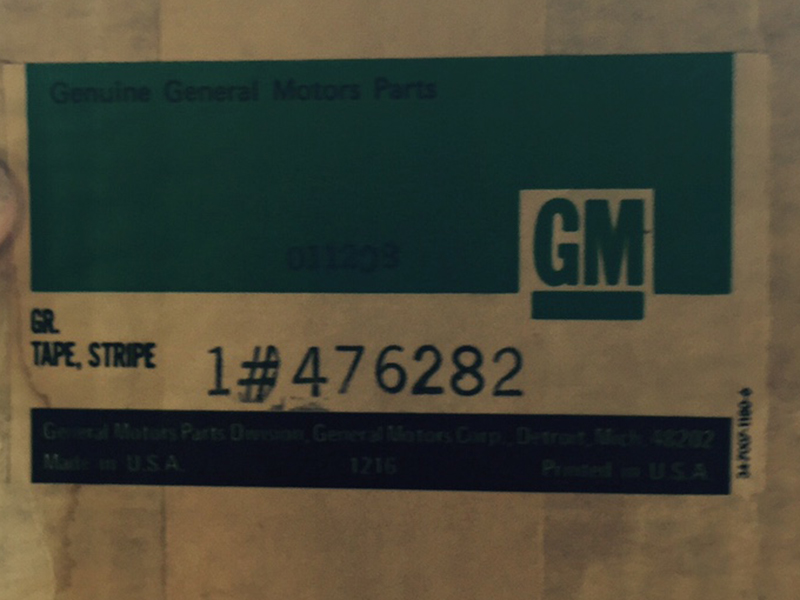 Genuine General Motors Parts
GM
GR.
TAPE, STRIPE
1#476282
General Motors Parts Division, General Motors Corp., Detroit, Mich. 48202
Made in U.S.A.
1216
Printed in U.S.A.